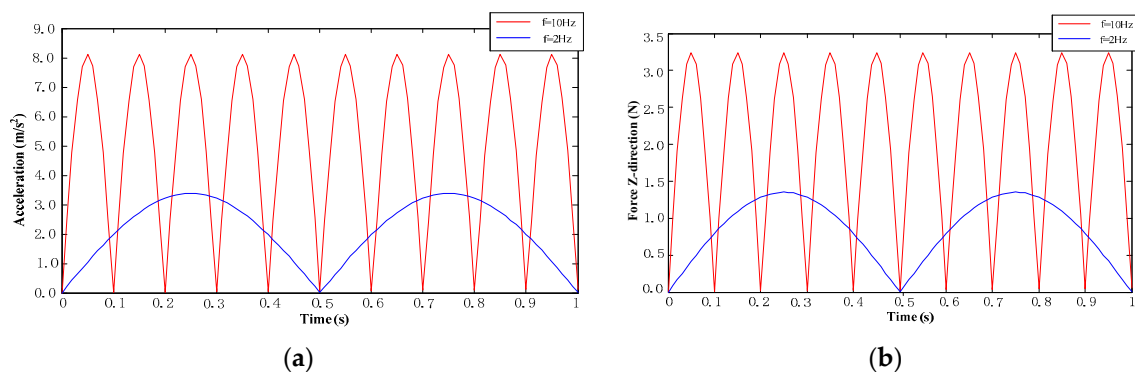 f=10Hz
f=2Hz
9.0
8.0
7.0
6.0
5.0
4.0
3.0
2.0
1.0
0.0
Acceleration (m/s²)
0 0.1 0.2 0.3 0.4 0.5 0.6 0.7 0.8 0.9 1
Time (s)
(a)
f=10Hz
f=2Hz
3.5
3.0
2.5
2.0
1.5
1.0
0.5
0.0
Force Z-direction (N)
0 0.1 0.2 0.3 0.4 0.5 0.6 0.7 0.8 0.9 1
Time (s)
(b)